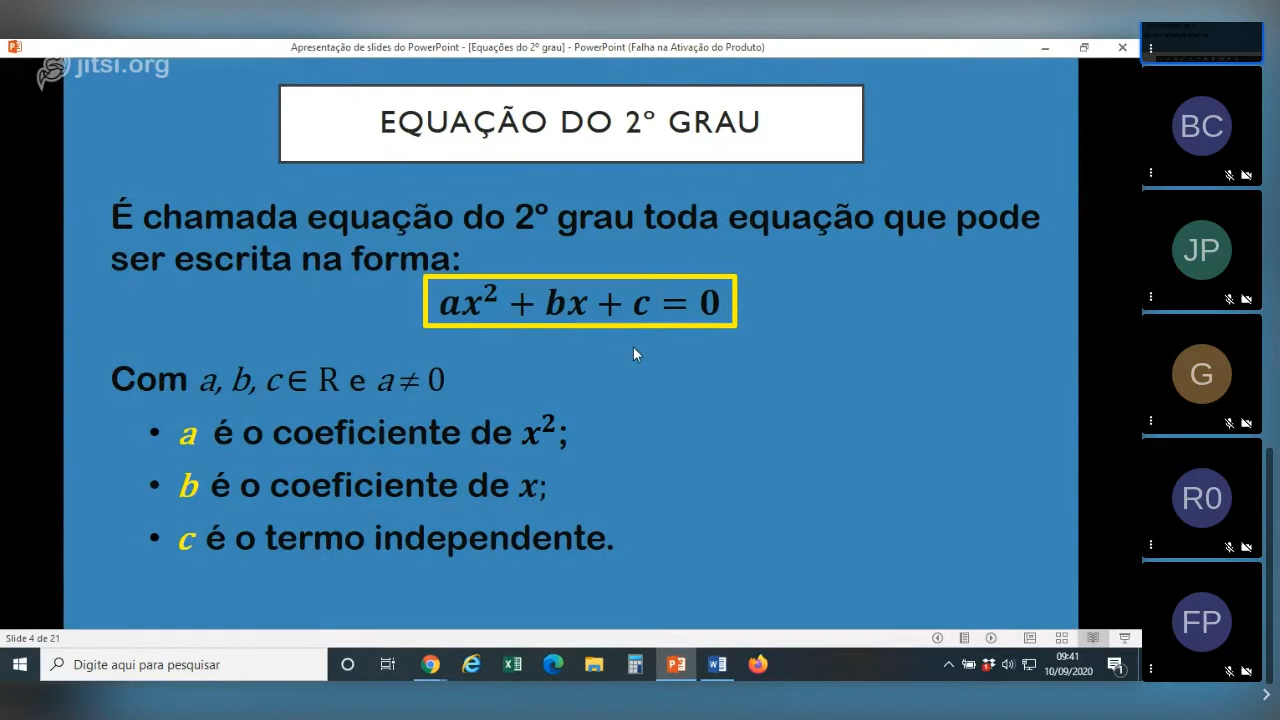 Apresentação de slides do PowerPoint - [Equações do 2º grau] - PowerPoint (Falha na Ativação do Produto)
jitsi.org
EQUAÇÃO DO 2º GRAU
É chamada equação do 2º grau toda equação que pode
ser escrita na forma:
ax² + bx + c = 0
Com a, b, c ∈ R e a ≠ 0
• a é o coeficiente de x²;
• b é o coeficiente de x;
• c é o termo independente.
BC
JP
G
R0
FP
Slide 4 de 21
Digite aqui para pesquisar
09:41
10/09/2020
1